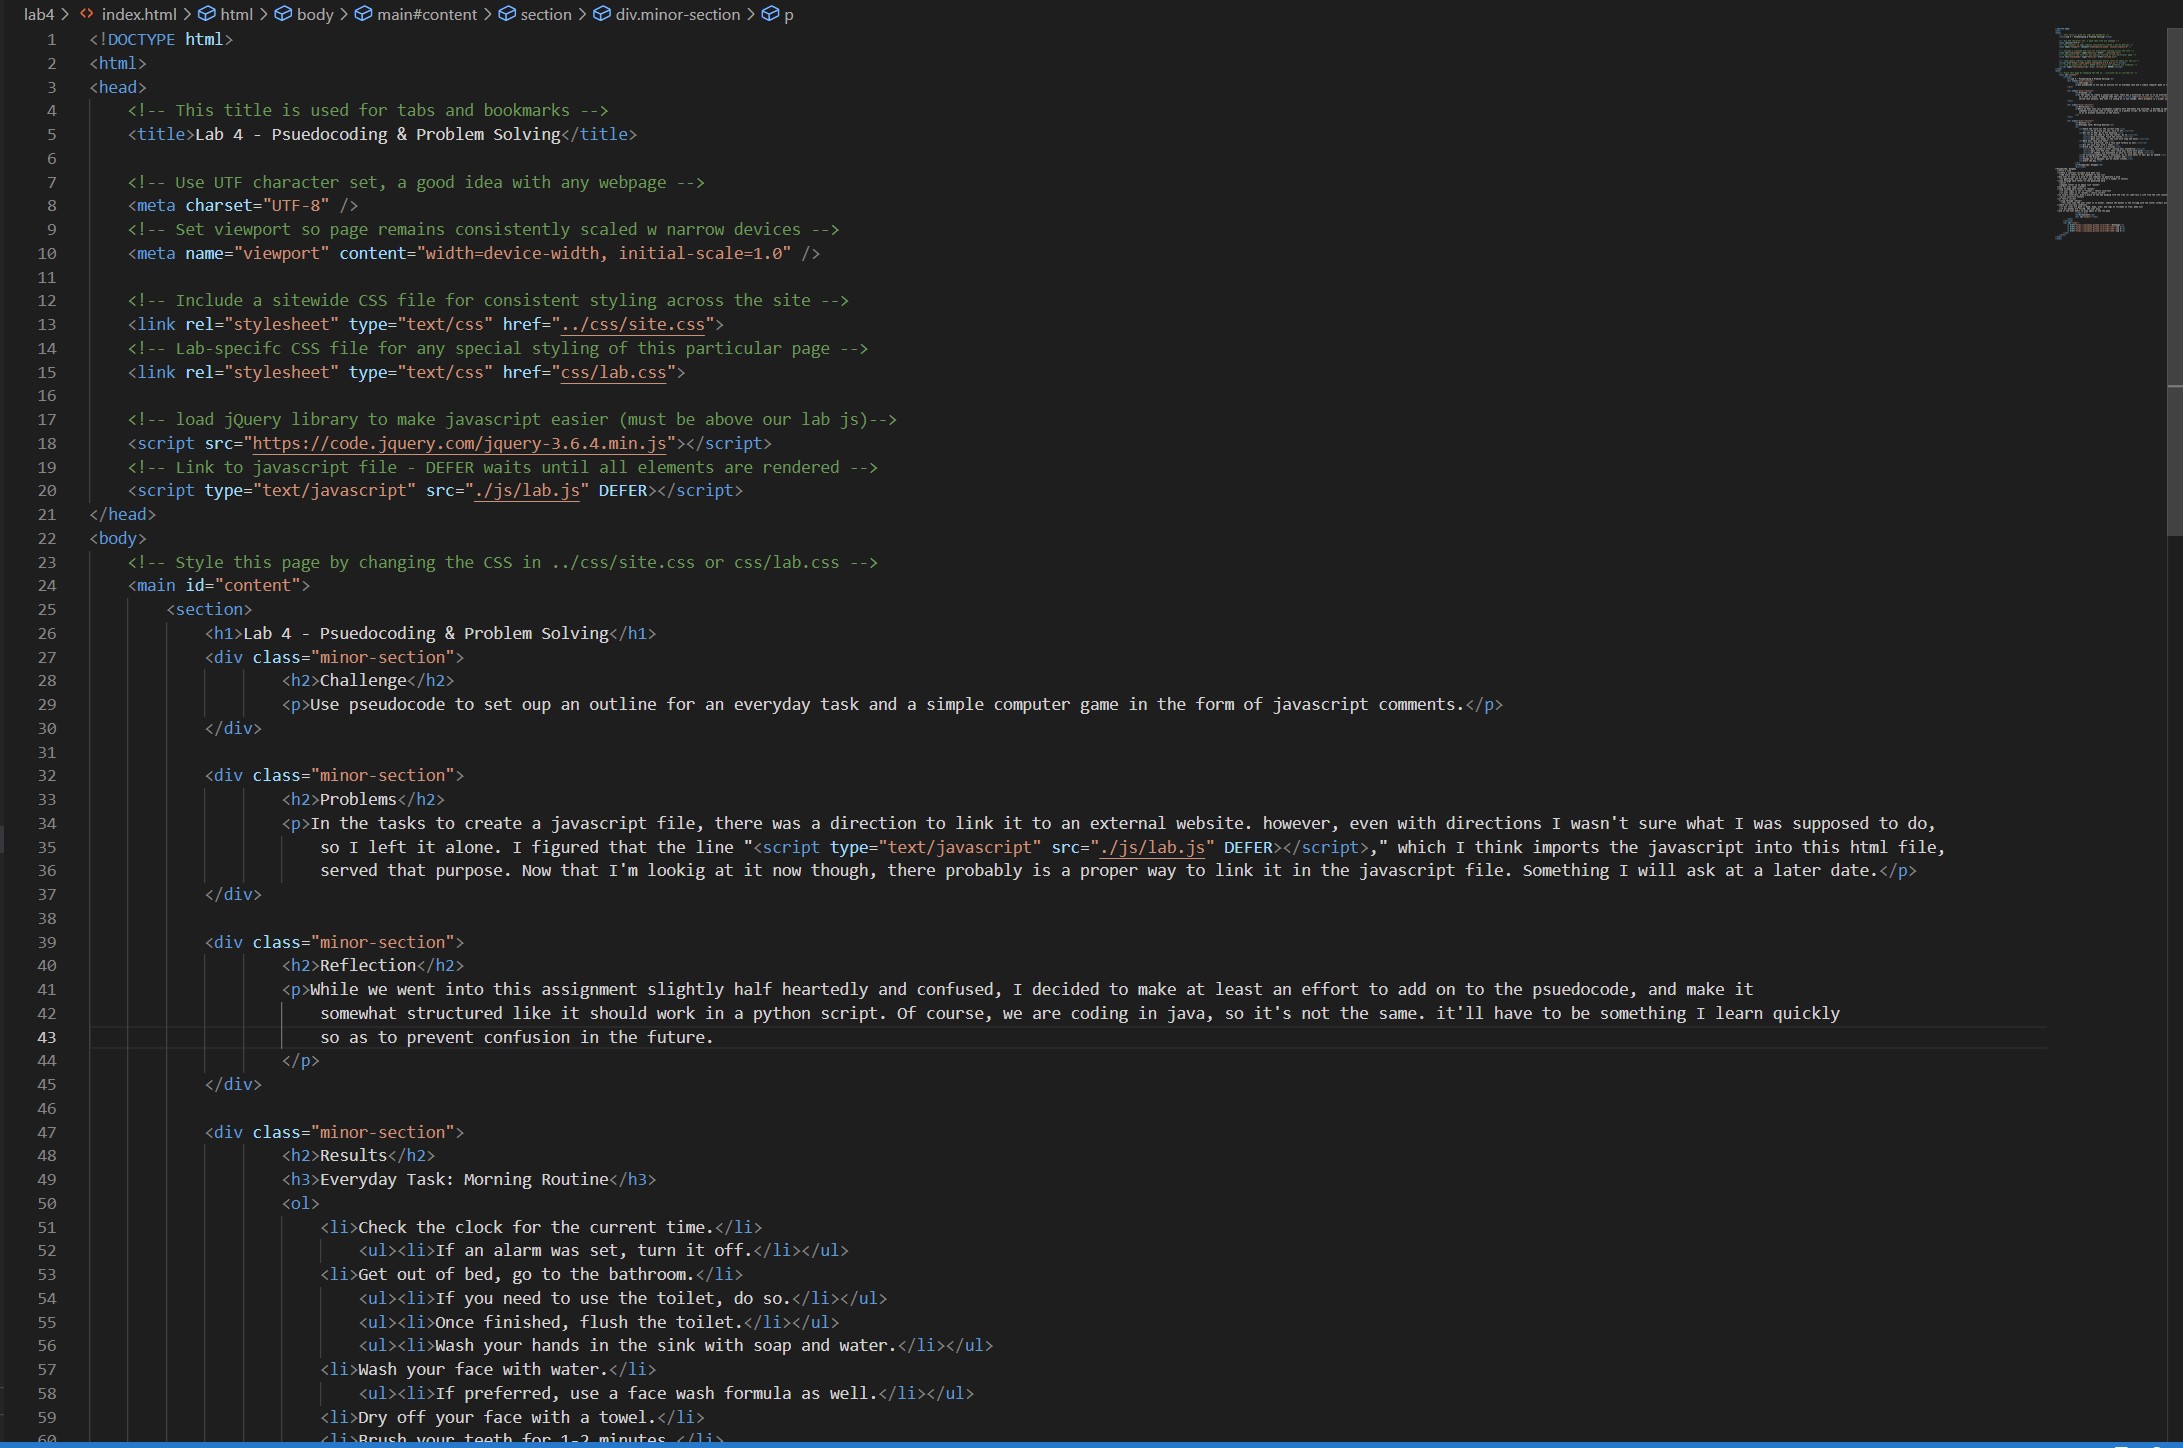 lab4 > <> index.html > html > body > main#content > section > div.minor-section > p
1 <!DOCTYPE html>
2 <html>
3 <head>
4 <!-- This title is used for tabs and bookmarks -->
5 <title>Lab 4 - Psuedocoding & Problem Solving</title>
6
7 <!-- Use UTF character set, a good idea with any webpage -->
8 <meta charset="UTF-8" />
9 <!-- Set viewport so page remains consistently scaled w narrow devices -->
10 <meta name="viewport" content="width=device-width, initial-scale=1.0" />
11
12 <!-- Include a sitewide CSS file for consistent styling across the site -->
13 <link rel="stylesheet" type="text/css" href="../css/site.css">
14 <!-- Lab-specifc CSS file for any special styling of this particular page -->
15 <link rel="stylesheet" type="text/css" href="css/lab.css">
16
17 <!-- load jQuery library to make javascript easier (must be above our lab js)-->
18 <script src="https://code.jquery.com/jquery-3.6.4.min.js"></script>
19 <!-- Link to javascript file - DEFER waits until all elements are rendered -->
20 <script type="text/javascript" src="./js/lab.js" DEFER></script>
21 </head>
22 <body>
23 <!-- Style this page by changing the CSS in ../css/site.css or css/lab.css -->
24 <main id="content">
25 <section>
26 <h1>Lab 4 - Psuedocoding & Problem Solving</h1>
27 <div class="minor-section">
28 <h2>Challenge</h2>
29 <p>Use pseudocode to set oup an outline for an everyday task and a simple computer game in the form of javascript comments.</p>
30 </div>
31
32 <div class="minor-section">
33 <h2>Problems</h2>
34 <p>In the tasks to create a javascript file, there was a direction to link it to an external website. however, even with directions I wasn't sure what I was supposed to do,
35 so I left it alone. I figured that the line "<script type="text/javascript" src="./js/lab.js" DEFER></script>," which I think imports the javascript into this html file,
36 served that purpose. Now that I'm lookig at it now though, there probably is a proper way to link it in the javascript file. Something I will ask at a later date.</p>
37 </div>
38
39 <div class="minor-section">
40 <h2>Reflection</h2>
41 <p>While we went into this assignment slightly half heartedly and confused, I decided to make at least an effort to add on to the psuedocode, and make it
42 somewhat structured like it should work in a python script. Of course, we are coding in java, so it's not the same. it'll have to be something I learn quickly
43 so as to prevent confusion in the future.
44 </p>
45 </div>
46
47 <div class="minor-section">
48 <h2>Results</h2>
49 <h3>Everyday Task: Morning Routine</h3>
50 <ol>
51 <li>Check the clock for the current time.</li>
52 <ul><li>If an alarm was set, turn it off.</li></ul>
53 <li>Get out of bed, go to the bathroom.</li>
54 <ul><li>If you need to use the toilet, do so.</li></ul>
55 <ul><li>Once finished, flush the toilet.</li></ul>
56 <ul><li>Wash your hands in the sink with soap and water.</li></ul>
57 <li>Wash your face with water.</li>
58 <ul><li>If preferred, use a face wash formula as well.</li></ul>
59 <li>Dry off your face with a towel.</li>
60 <li>Brush your teeth for 1-2 minutes.</li>